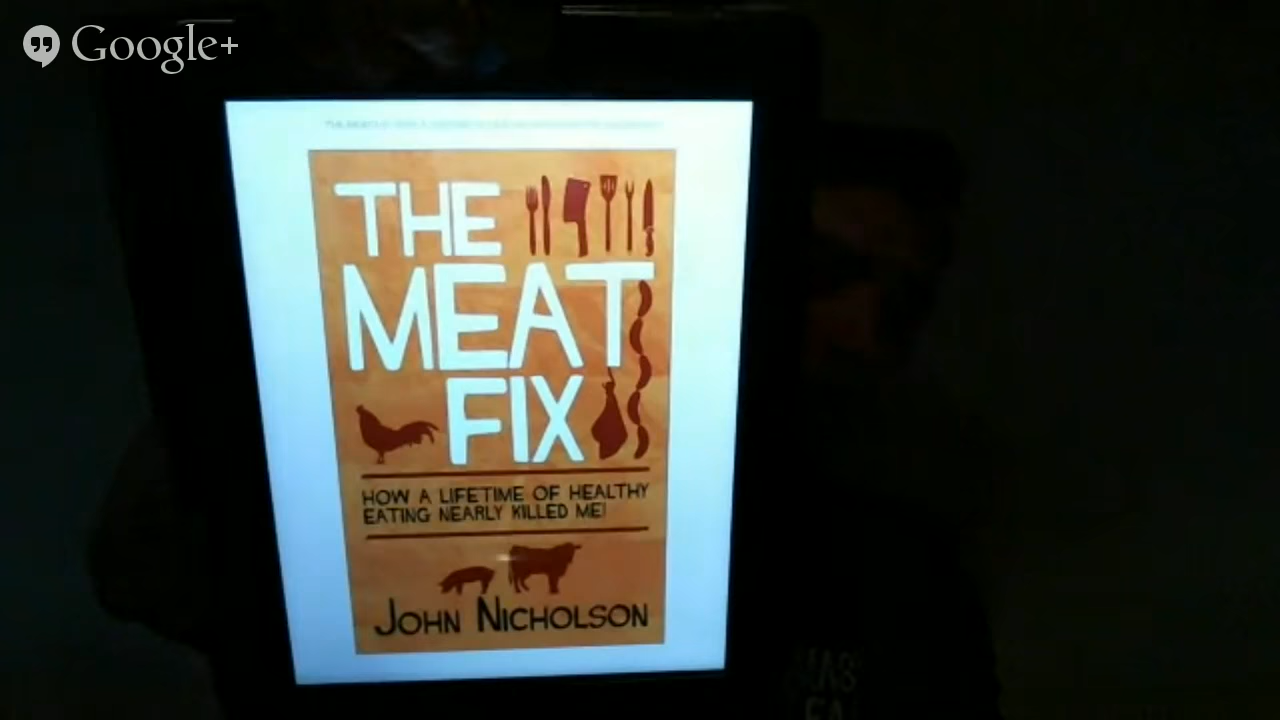 Google+
THE
MEAT
FIX
HOW A LIFETIME OF HEALTHY
EATING NEARLY KILLED ME!
JOHN NICHOLSON